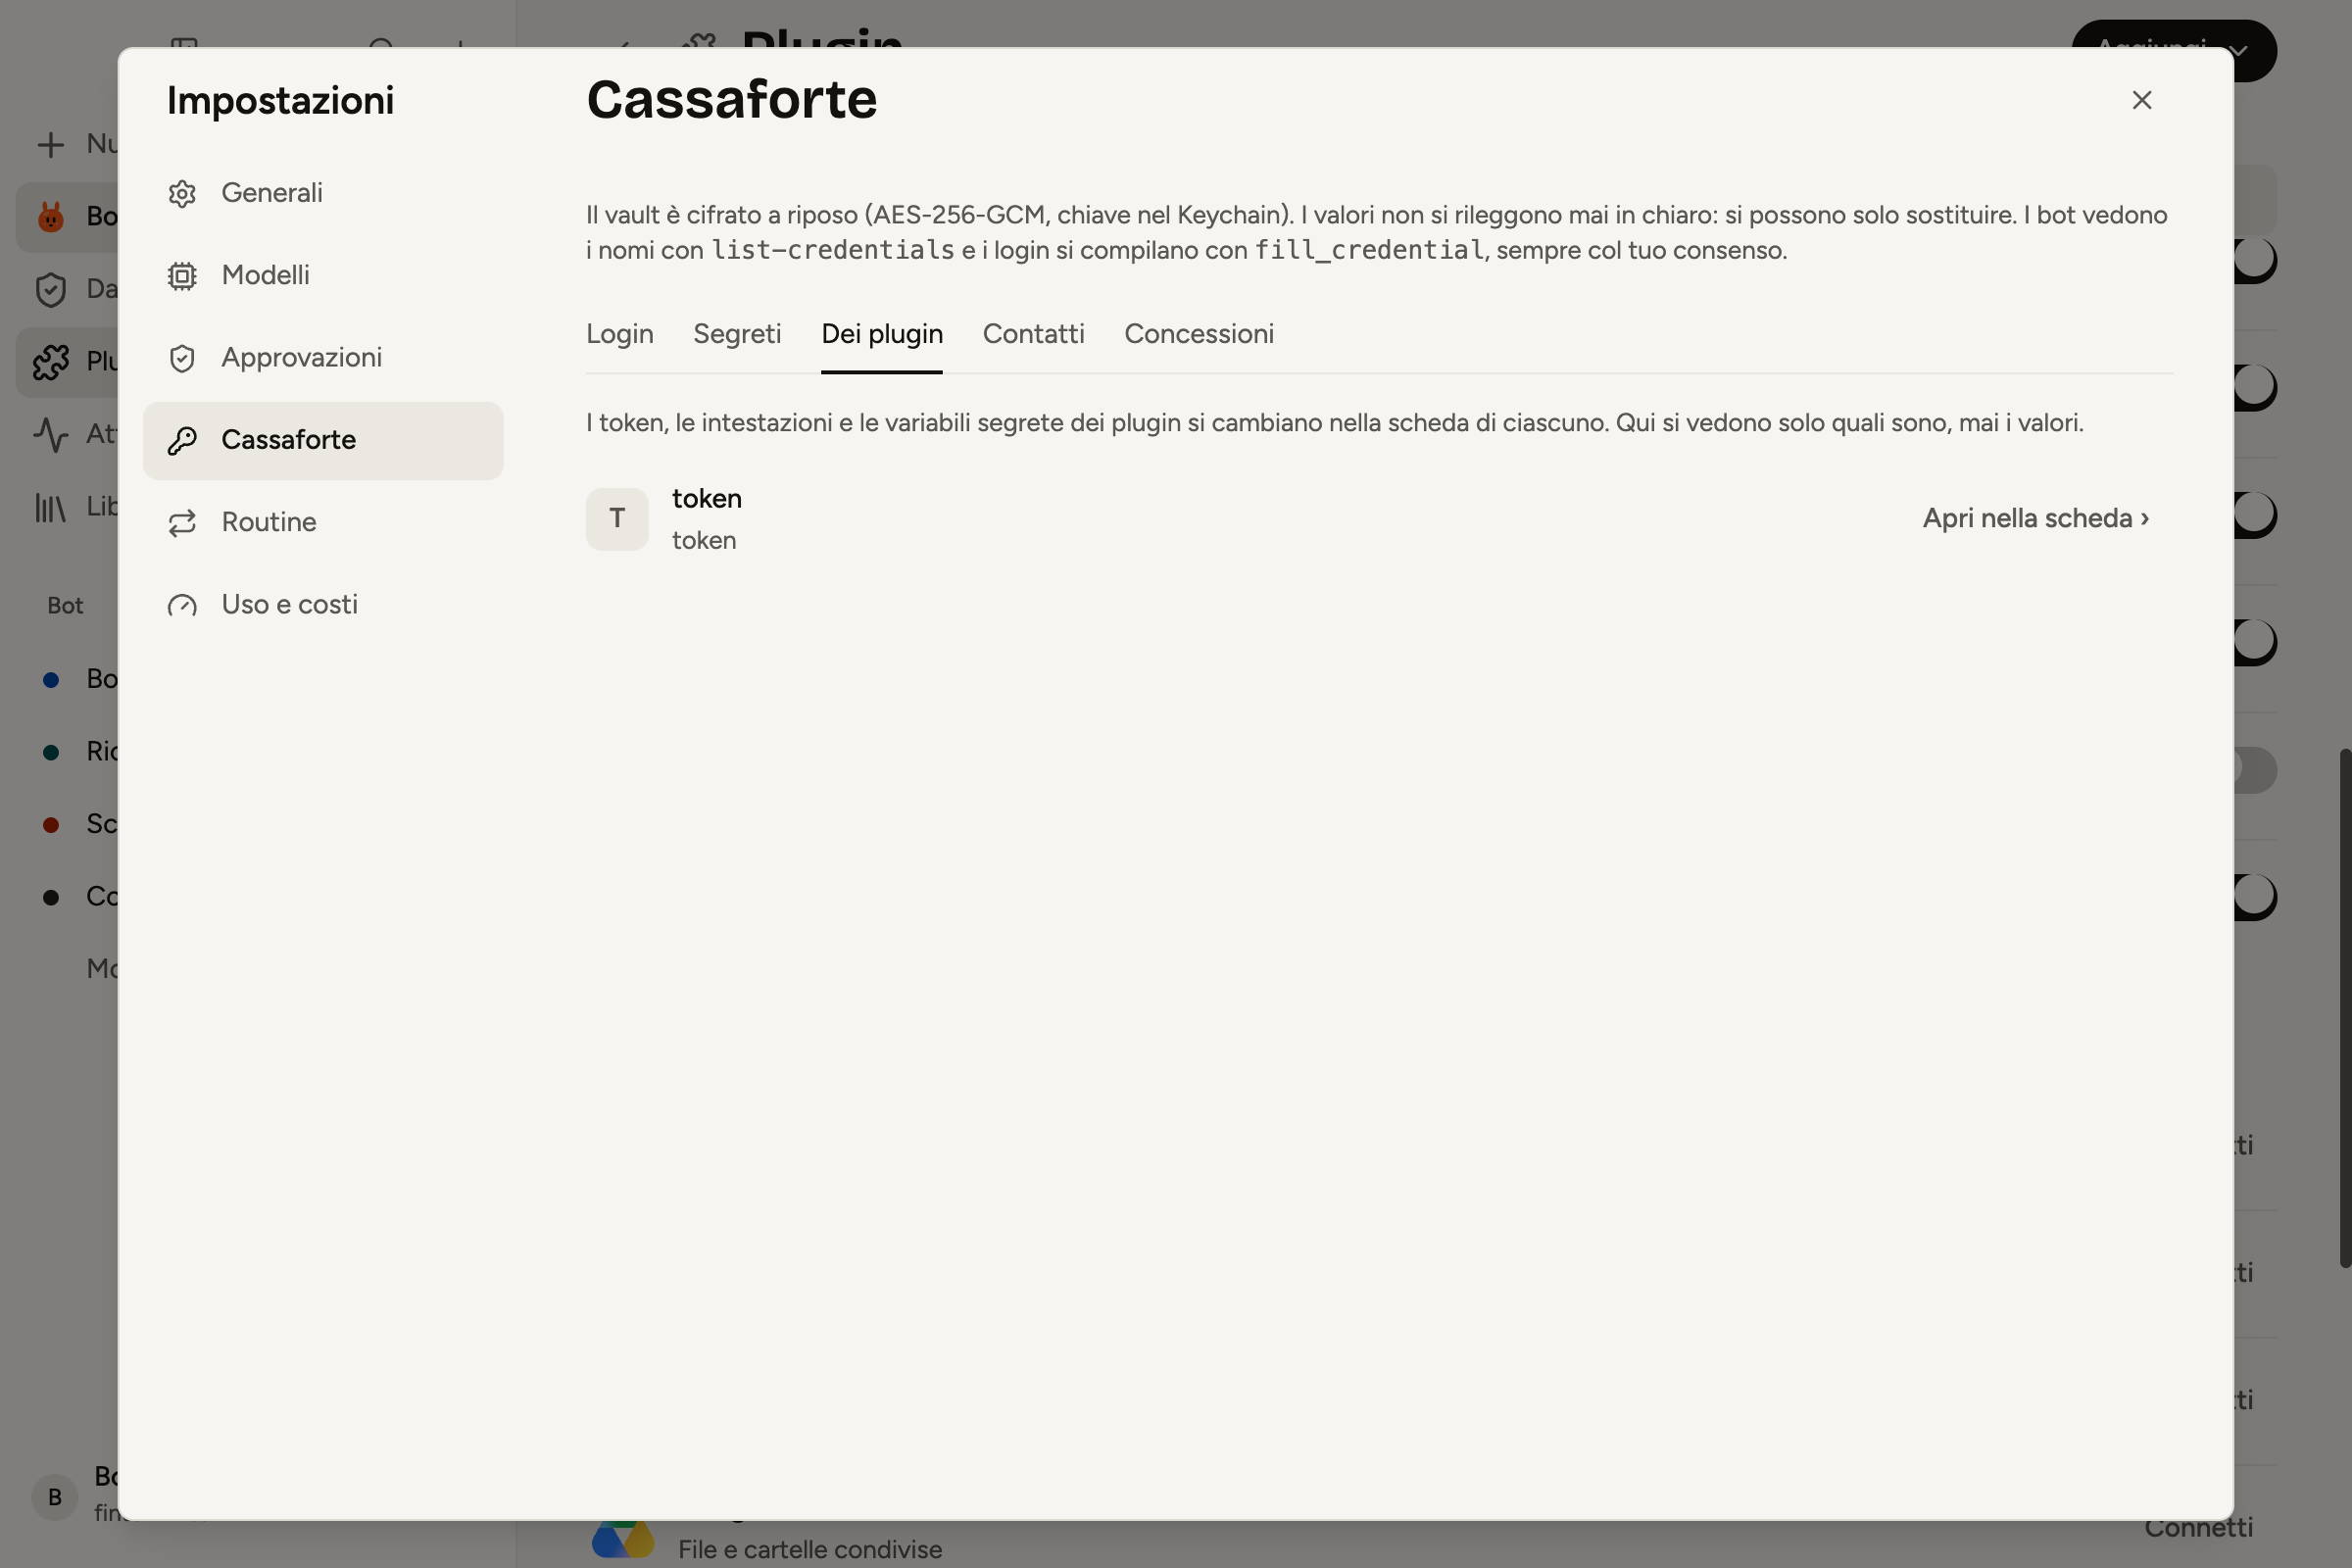 Impostazioni
Generali
Modelli
Approvazioni
Cassaforte
Routine
Uso e costi
Cassaforte
Il vault è cifrato a riposo (AES-256-GCM, chiave nel Keychain). I valori non si rileggono mai in chiaro: si possono solo sostituire. I bot vedono
i nomi con list-credentials e i login si compilano con fill_credential, sempre col tuo consenso.
Login Segreti Dei plugin Contatti Concessioni
I token, le intestazioni e le variabili segrete dei plugin si cambiano nella scheda di ciascuno. Qui si vedono solo quali sono, mai i valori.
T
token
token
Apri nella scheda ›
Plugin
Bot
B
File e cartelle condivise
Connetti